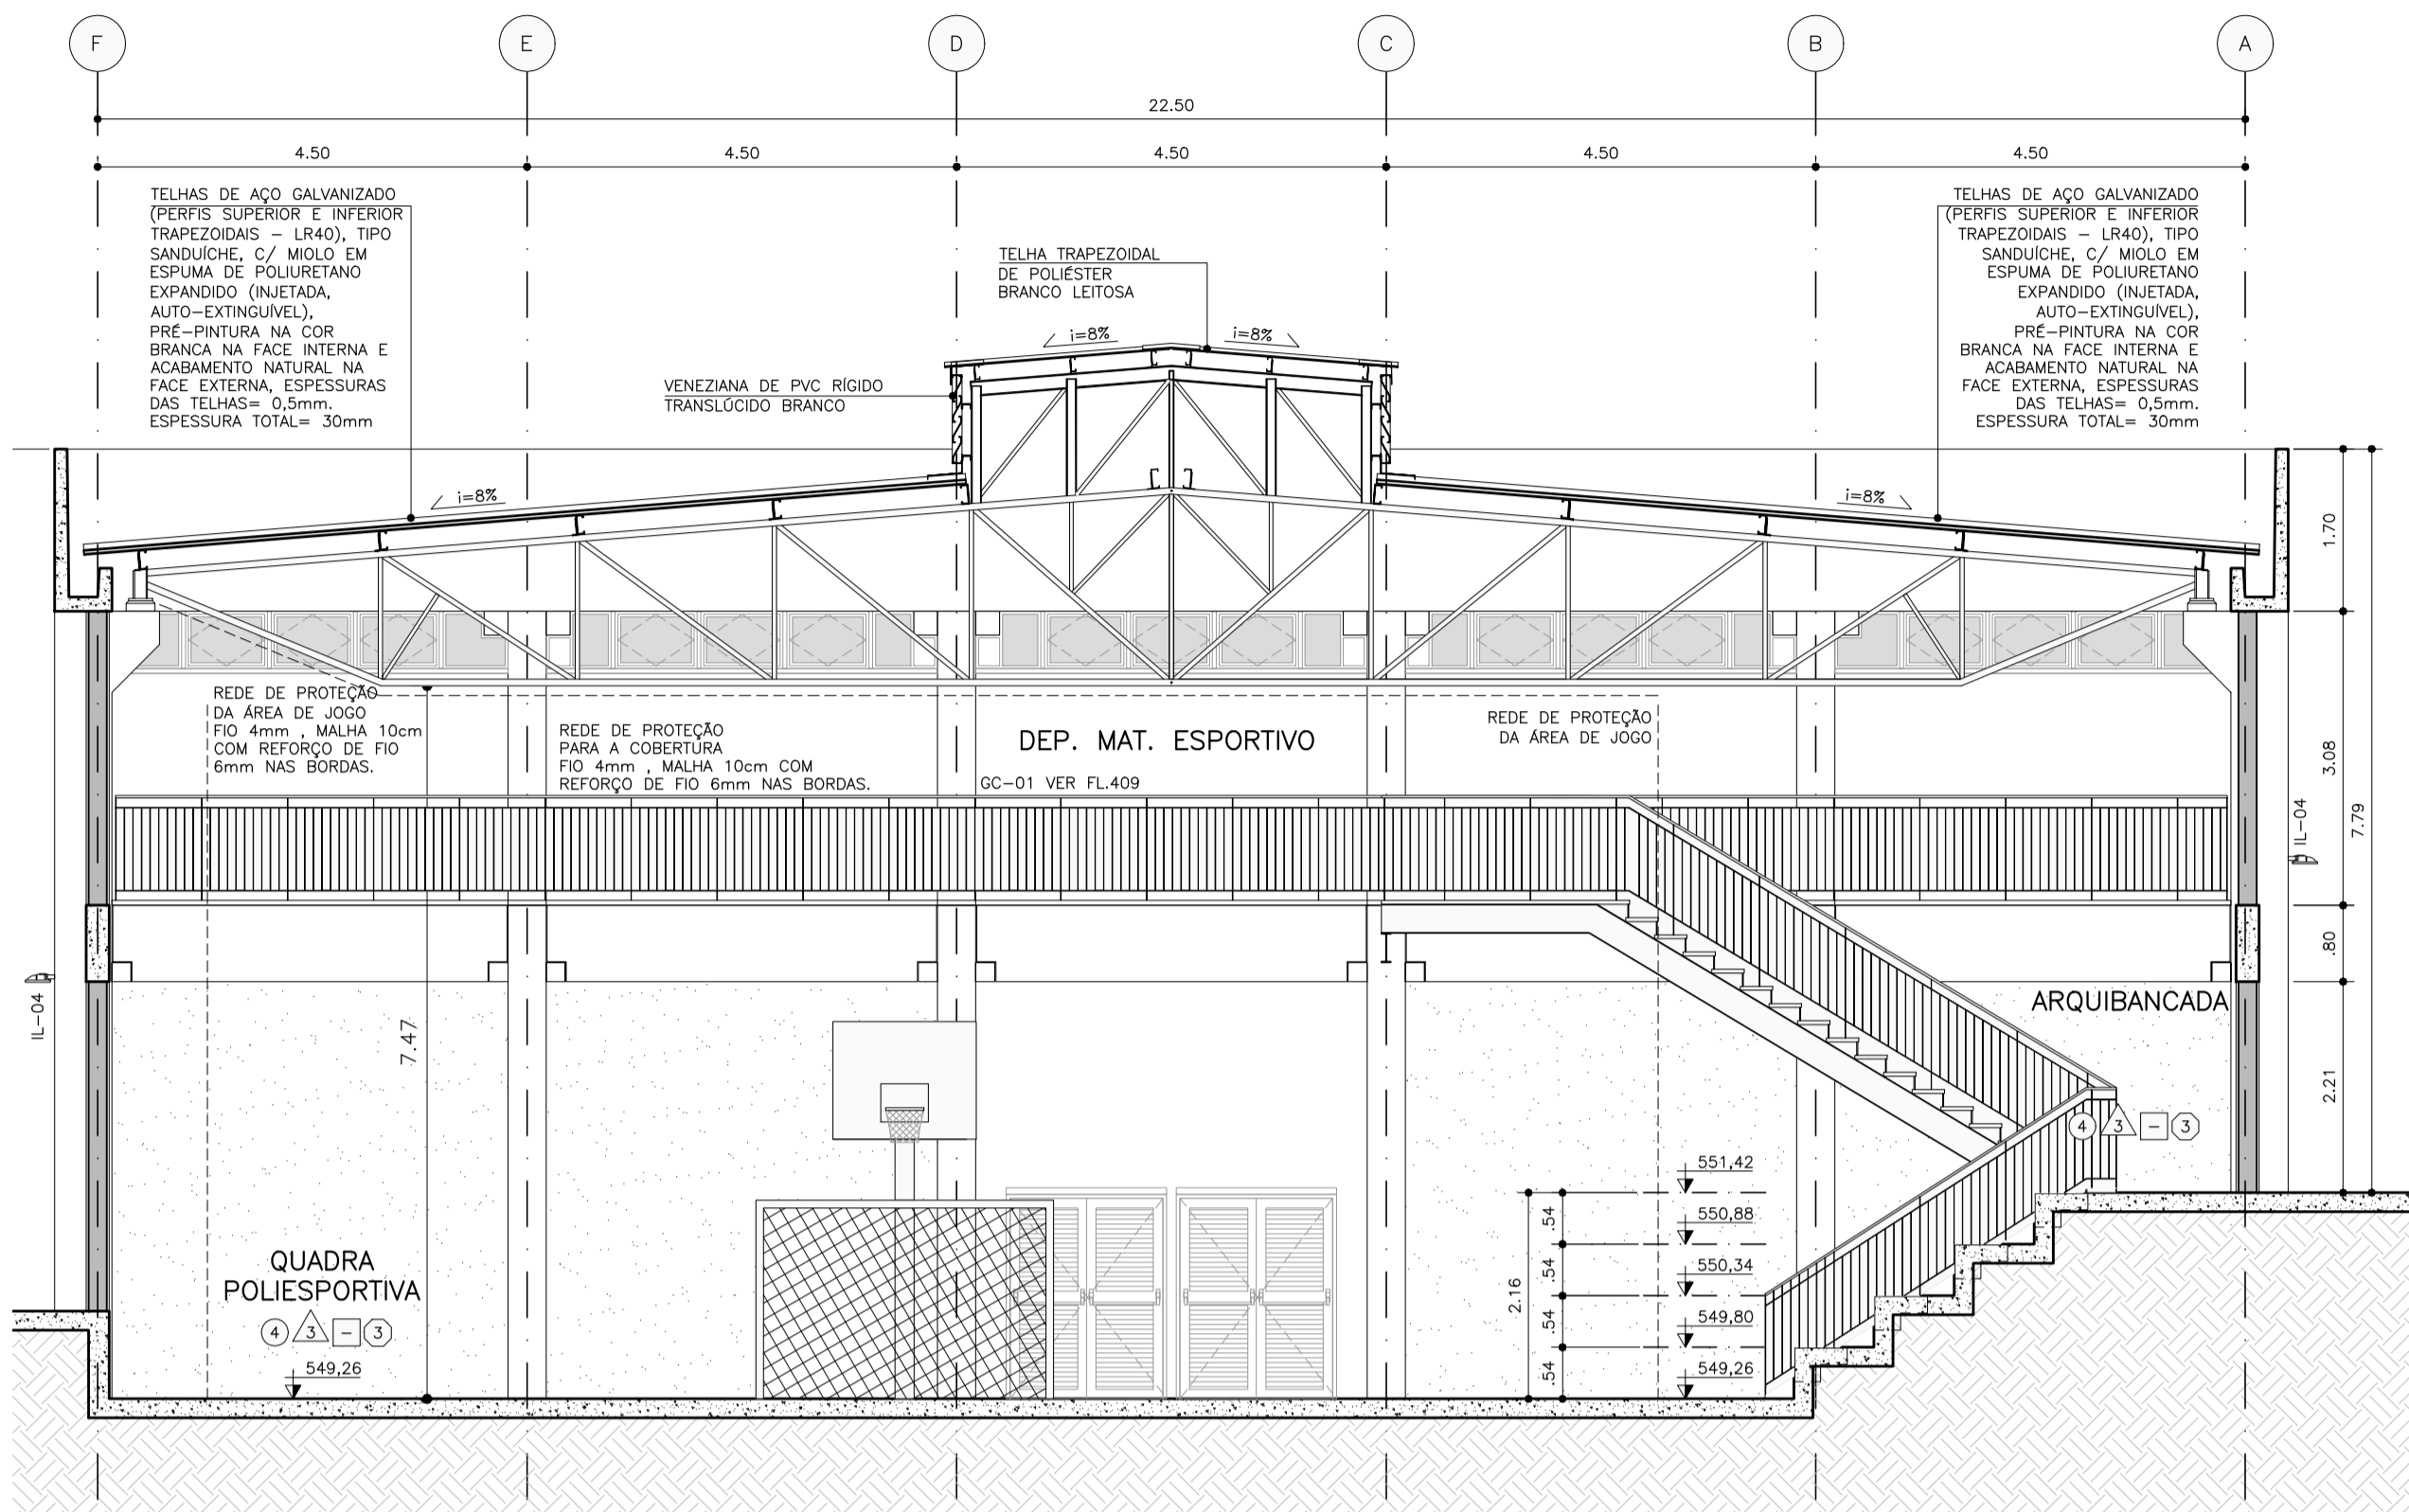 F
E
D
C
B
A
22.50
4.50
4.50
4.50
4.50
4.50
TELHAS DE AÇO GALVANIZADO
(PERFIS SUPERIOR E INFERIOR
TRAPEZOIDAIS - LR40), TIPO
SANDUÍCHE, C/ MIOLO EM
ESPUMA DE POLIURETANO
EXPANDIDO (INJETADA,
AUTO-EXTINGUÍVEL),
PRÉ-PINTURA NA COR
BRANCA NA FACE INTERNA E
ACABAMENTO NATURAL NA
FACE EXTERNA, ESPESSURAS
DAS TELHAS= 0,5mm.
ESPESSURA TOTAL= 30mm
TELHA TRAPEZOIDAL
DE POLIÉSTER
BRANCO LEITOSA
TELHAS DE AÇO GALVANIZADO
(PERFIS SUPERIOR E INFERIOR
TRAPEZOIDAIS - LR40), TIPO
SANDUÍCHE, C/ MIOLO EM
ESPUMA DE POLIURETANO
EXPANDIDO (INJETADA,
AUTO-EXTINGUÍVEL),
PRÉ-PINTURA NA COR
BRANCA NA FACE INTERNA E
ACABAMENTO NATURAL NA
FACE EXTERNA, ESPESSURAS
DAS TELHAS= 0,5mm.
ESPESSURA TOTAL= 30mm
i=8%
i=8%
VENEZIANA DE PVC RÍGIDO
TRANSLÚCIDO BRANCO
i=8%
i=8%
1.70
REDE DE PROTEÇÃO
DA ÁREA DE JOGO
FIO 4mm , MALHA 10cm
COM REFORÇO DE FIO
6mm NAS BORDAS.
REDE DE PROTEÇÃO
PARA A COBERTURA
FIO 4mm , MALHA 10cm COM
REFORÇO DE FIO 6mm NAS BORDAS.
DEP. MAT. ESPORTIVO
GC-01 VER FL.409
REDE DE PROTEÇÃO
DA ÁREA DE JOGO
3.08
7.79
IL-04
.80
IL-04
7.47
ARQUIBANCADA
2.21
4
3
-
3
551,42
550,88
550,34
549,80
549,26
.54
.54
.54
.54
2.16
QUADRA
POLIESPORTIVA
4
3
-
3
549,26